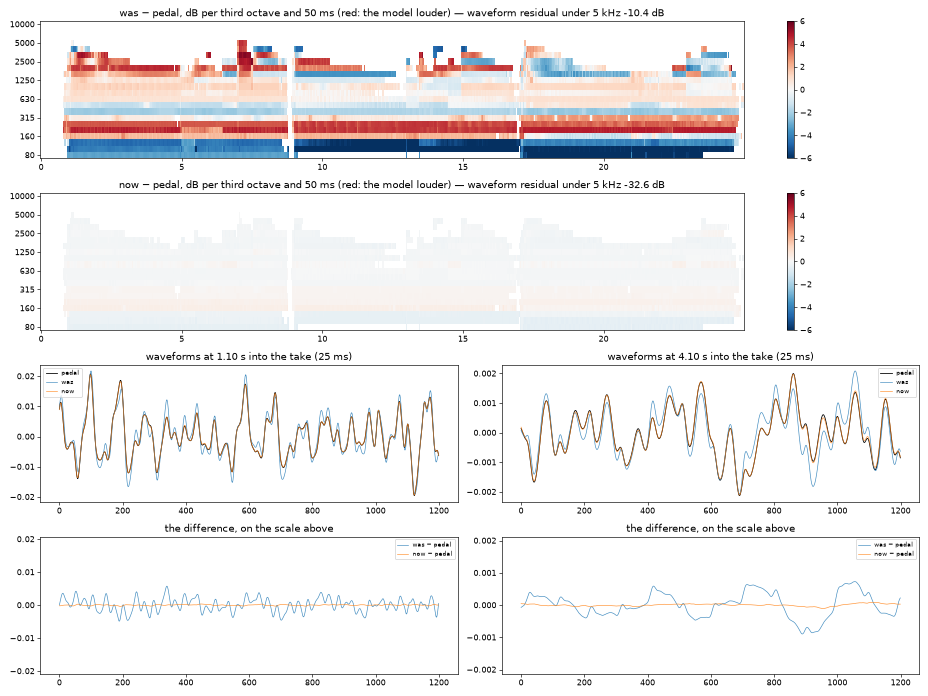 was − pedal, dB per third octave and 50 ms (red: the model louder) — waveform residual under 5 kHz -10.4 dB
10000
5000
2500
1250
630
315
160
80
0 5 10 15 20
6
4
2
0
−2
−4
−6
now − pedal, dB per third octave and 50 ms (red: the model louder) — waveform residual under 5 kHz -32.6 dB
10000
5000
2500
1250
630
315
160
80
0 5 10 15 20
6
4
2
0
−2
−4
−6
waveforms at 1.10 s into the take (25 ms)
0.02
0.01
0.00
−0.01
−0.02
pedal
was
now
0 200 400 600 800 1000 1200
waveforms at 4.10 s into the take (25 ms)
0.002
0.001
0.000
−0.001
−0.002
pedal
was
now
0 200 400 600 800 1000 1200
the difference, on the scale above
0.02
0.01
0.00
−0.01
−0.02
was − pedal
now − pedal
0 200 400 600 800 1000 1200
the difference, on the scale above
0.002
0.001
0.000
−0.001
−0.002
was − pedal
now − pedal
0 200 400 600 800 1000 1200